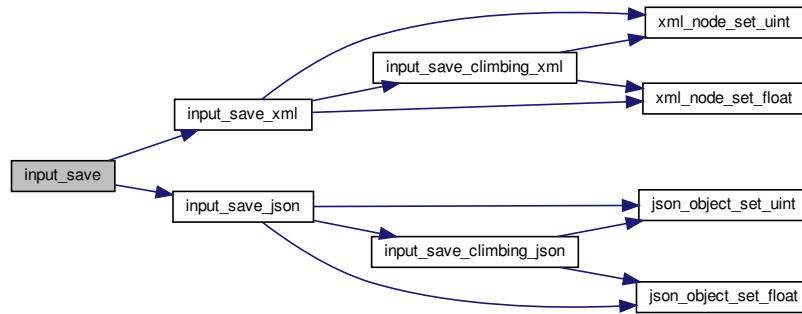 xml_node_set_uint
input_save_climbing_xml
xml_node_set_float
input_save_xml
input_save
input_save_json
json_object_set_uint
input_save_climbing_json
json_object_set_float